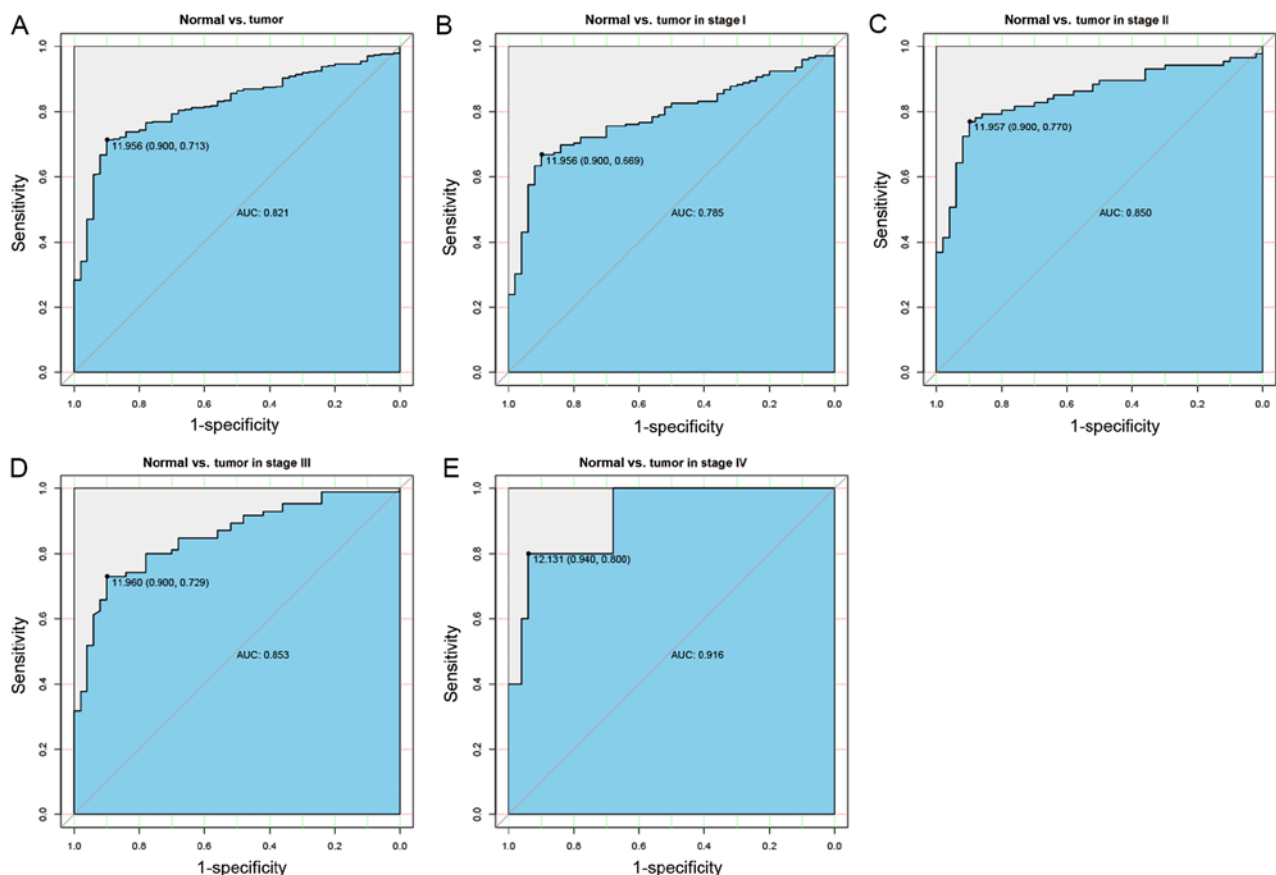 A
Normal vs. tumor
Sensitivity
1.0
0.8
0.6
0.4
0.2
0.0
11.956 (0.900, 0.713)
AUC: 0.821
1.0 0.8 0.6 0.4 0.2 0.0
1-specificity
B
Normal vs. tumor in stage I
Sensitivity
1.0
0.8
0.6
0.4
0.2
0.0
11.956 (0.900, 0.669)
AUC: 0.785
1.0 0.8 0.6 0.4 0.2 0.0
1-specificity
C
Normal vs. tumor in stage II
Sensitivity
1.0
0.8
0.6
0.4
0.2
0.0
11.957 (0.900, 0.770)
AUC: 0.850
1.0 0.8 0.6 0.4 0.2 0.0
1-specificity
D
Normal vs. tumor in stage III
Sensitivity
1.0
0.8
0.6
0.4
0.2
0.0
11.960 (0.900, 0.729)
AUC: 0.853
1.0 0.8 0.6 0.4 0.2 0.0
1-specificity
E
Normal vs. tumor in stage IV
Sensitivity
1.0
0.8
0.6
0.4
0.2
0.0
12.131 (0.940, 0.800)
AUC: 0.916
1.0 0.8 0.6 0.4 0.2 0.0
1-specificity